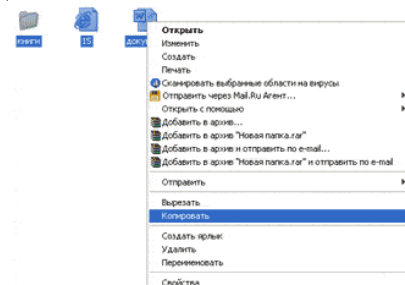 книги
15
доку
Открыть
Изменить
Создать
Печать
Сканировать выбранные области на вирусы
Отправить через Mail.Ru Агент...
Открыть с помощью
Добавить в архив...
Добавить в архив "Новая папка.rar"
Добавить в архив и отправить по e-mail...
Добавить в архив "Новая папка.rar" и отправить по e-mail
Отправить
Вырезать
Копировать
Создать ярлык
Удалить
Переименовать
Свойства